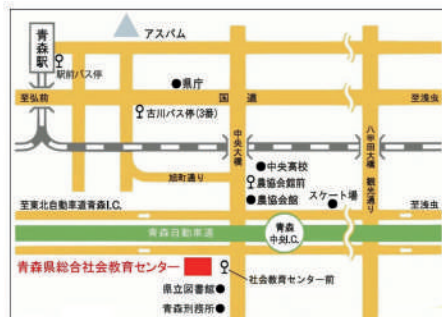 アスパム
青森駅
駅前バス停
県庁
至弘前
国道
至浅虫
古川バス停(3番)
中央大橋
八甲田大橋
観光通り
中央高校
旭町通り
農協会館前
農協会館
スケート場
至東北自動車道青森I.C.
至浅虫
青森自動車道
青森
中央I.C.
青森県総合社会教育センター
社会教育センター前
県立図書館
青森刑務所